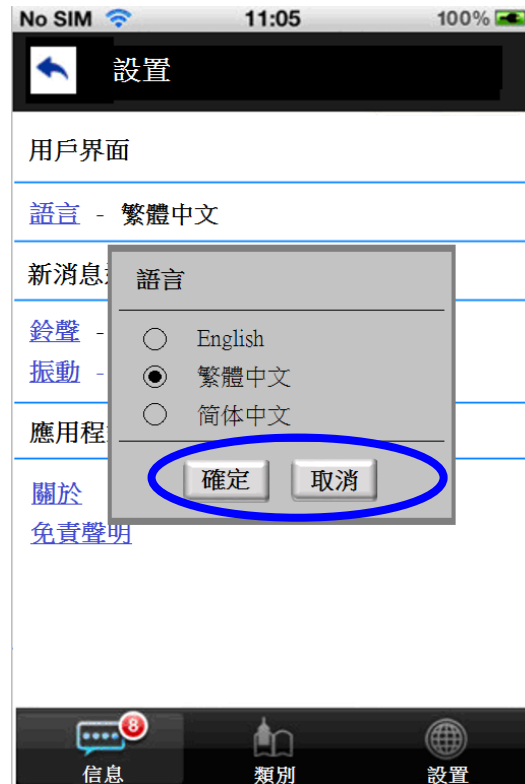 No SIM 11:05 100%
設置
用戶界面
語言 - 繁體中文
新消息
語言
鈴聲 -
English
振動 -
繁體中文
简体中文
應用程
確定 取消
關於
免責聲明
8
信息 類別 設置